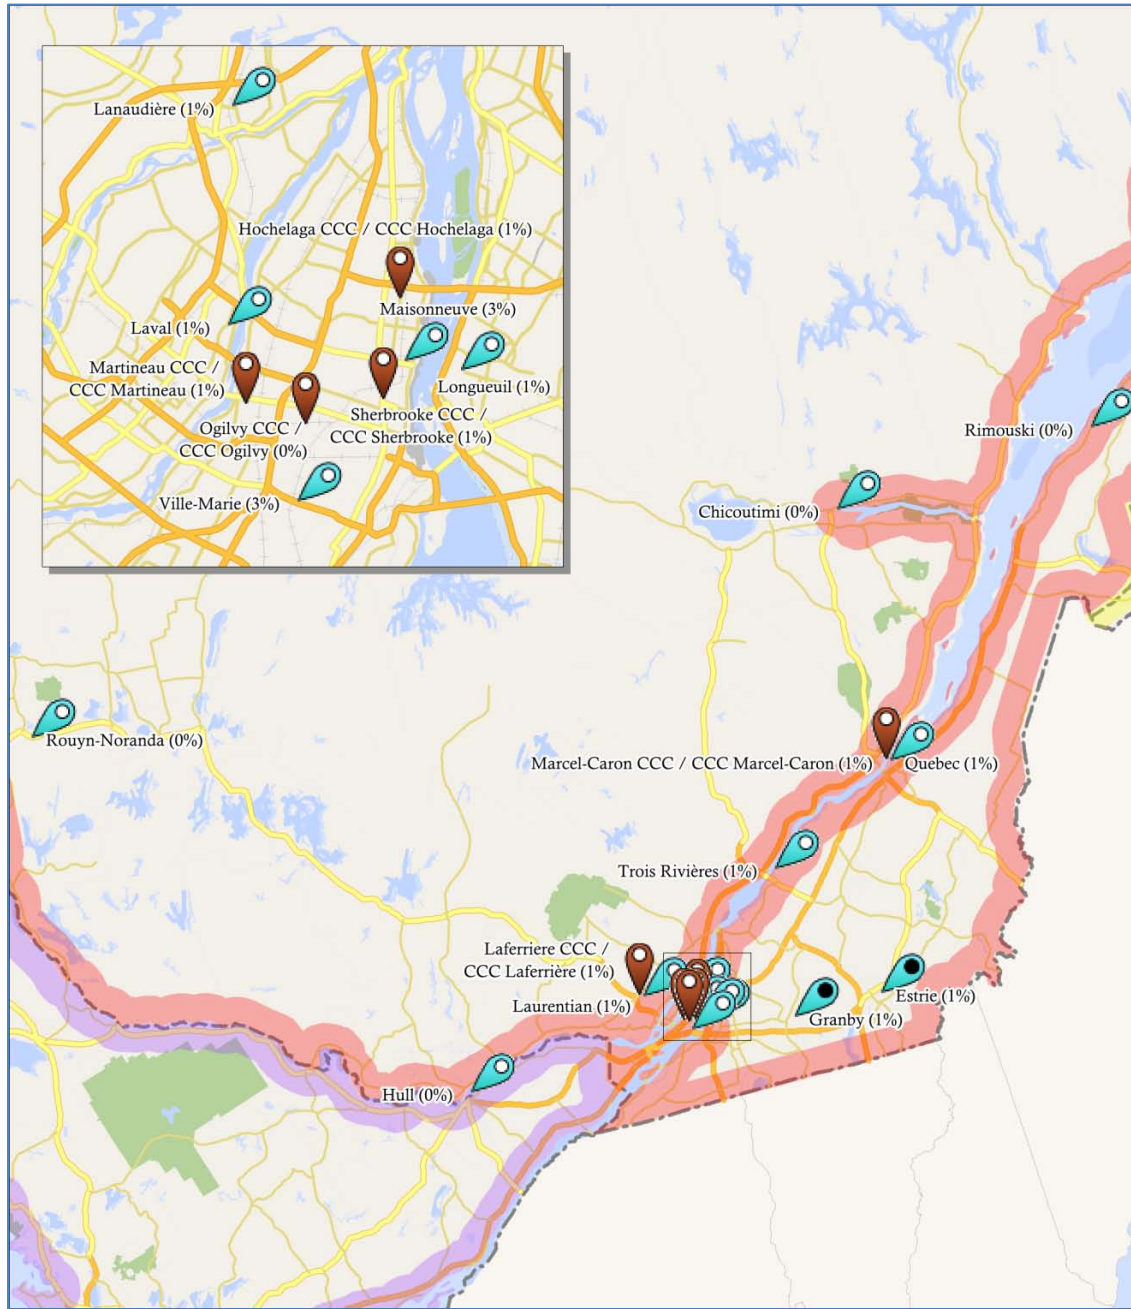 Lanaudière (1%)
Hochelaga CCC / CCC Hochelaga (1%)
Maisonneuve (3%)
Laval (1%)
Martineau CCC /
CCC Martineau (1%)
Longueuil (1%)
Sherbrooke CCC /
CCC Sherbrooke (1%)
Ogilvy CCC /
CCC Ogilvy (0%)
Ville-Marie (3%)
Rimouski (0%)
Chicoutimi (0%)
Rouyn-Noranda (0%)
Marcel-Caron CCC / CCC Marcel-Caron (1%)
Quebec (1%)
Trois Rivières (1%)
Laferriere CCC /
CCC Laferrière (1%)
Laurentian (1%)
Estrie (1%)
Granby (1%)
Hull (0%)